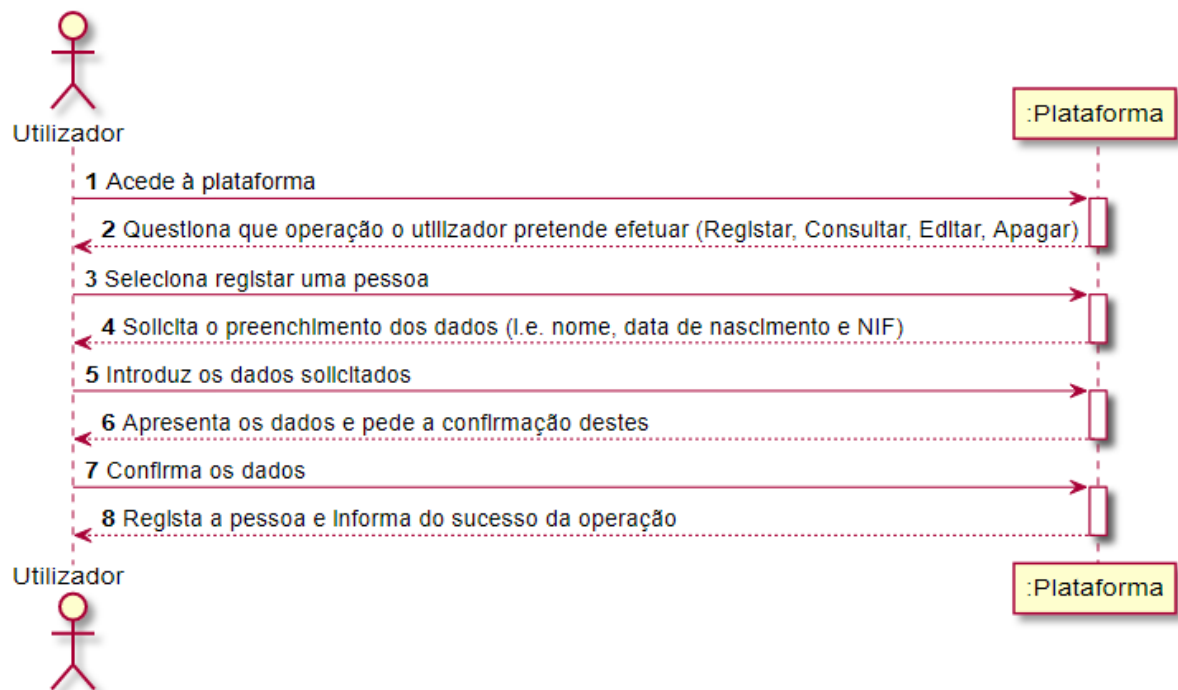 Utilizador
:Plataforma
1 Acede à plataforma
2 Questiona que operação o utilizador pretende efetuar (Registar, Consultar, Editar, Apagar)
3 Seleciona registar uma pessoa
4 Solicita o preenchimento dos dados (i.e. nome, data de nascimento e NIF)
5 Introduz os dados solicitados
6 Apresenta os dados e pede a confirmação destes
7 Confirma os dados
8 Regista a pessoa e informa do sucesso da operação
Utilizador
:Plataforma